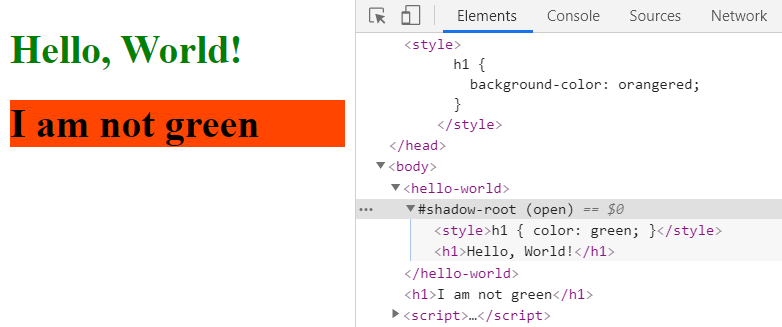 Hello, World!
I am not green
Elements Console Sources Network
<style>
h1 {
background-color: orangered;
}
</style>
</head>
<body>
<hello-world>
#shadow-root (open) == $0
<style>h1 { color: green; }</style>
<h1>Hello, World!</h1>
</hello-world>
<h1>I am not green</h1>
<script>…</script>